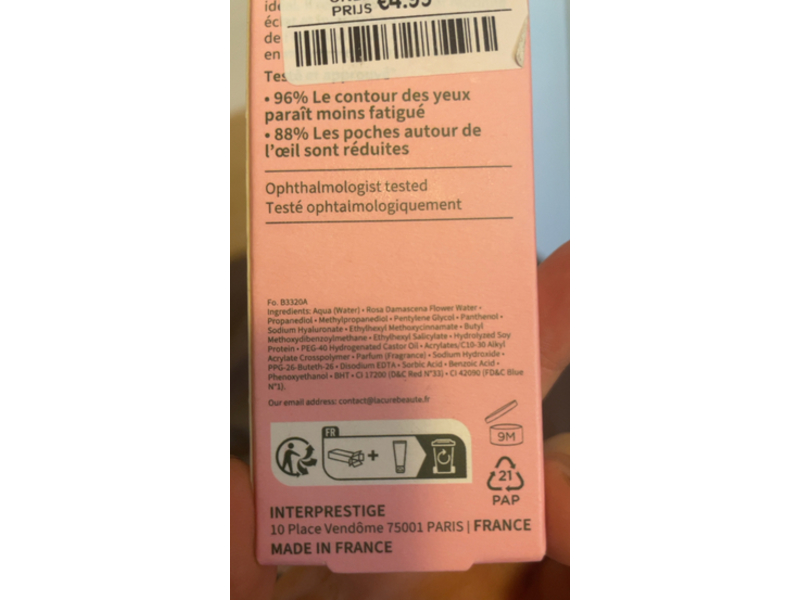 PRIJS €4.99
Testé
• 96% Le contour des yeux
paraît moins fatigué
• 88% Les poches autour de
l'œil sont réduites
Ophthalmologist tested
Testé ophtalmologiquement
Fo. B3320A
Ingredients: Aqua (Water) • Rosa Damascena Flower Water •
Propanediol • Methylpropanediol • Pentylene Glycol • Panthenol •
Sodium Hyaluronate • Ethylhexyl Methoxycinnamate • Butyl
Methoxydibenzoylmethane • Ethylhexyl Salicylate • Hydrolyzed Soy
Protein • PEG-40 Hydrogenated Castor Oil • Acrylates/C10-30 Alkyl
Acrylate Crosspolymer • Parfum (Fragrance) • Sodium Hydroxide •
PPG-26-Buteth-26 • Disodium EDTA • Sorbic Acid • Benzoic Acid •
Phenoxyethanol • BHT • CI 17200 (D&C Red N°33) • CI 42090 (FD&C Blue
N°1).
Our email address: contact@lacurebeaute.fr
FR
+
9M
21
PAP
INTERPRESTIGE
10 Place Vendôme 75001 PARIS | FRANCE
MADE IN FRANCE